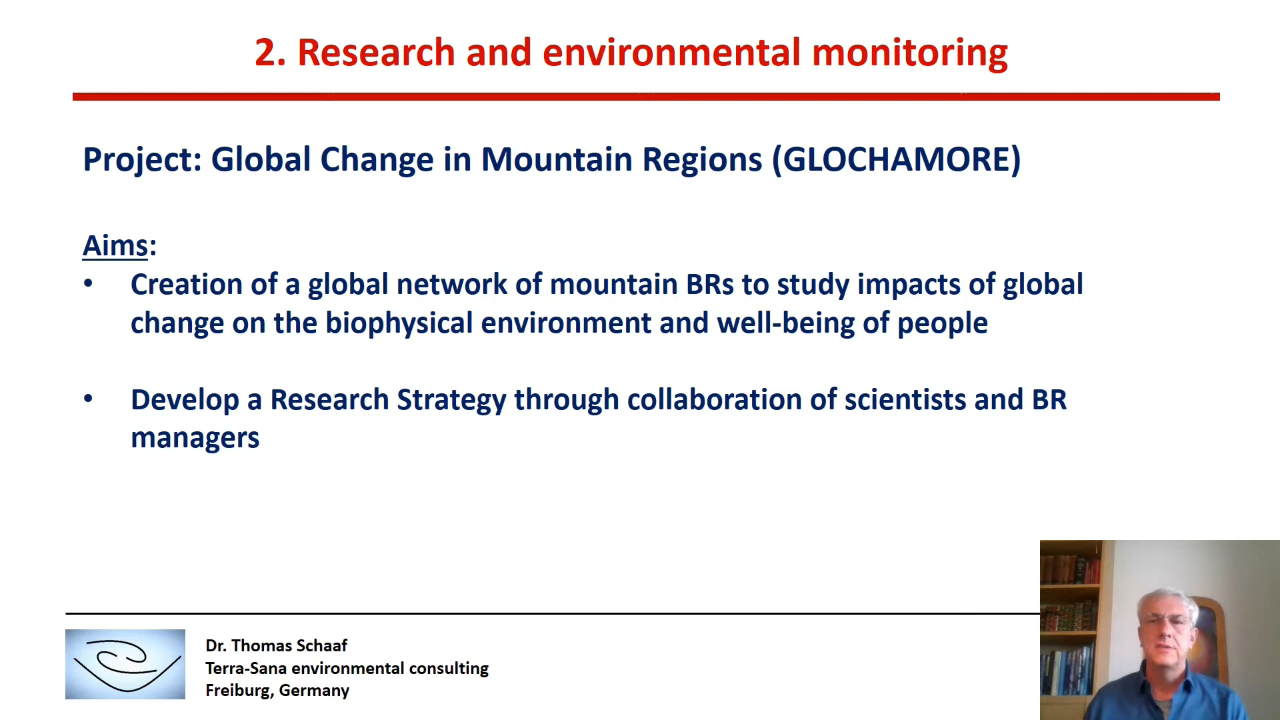 2. Research and environmental monitoring
Project: Global Change in Mountain Regions (GLOCHAMORE)
Aims:
• Creation of a global network of mountain BRs to study impacts of global
change on the biophysical environment and well-being of people
• Develop a Research Strategy through collaboration of scientists and BR
managers
Dr. Thomas Schaaf
Terra-Sana environmental consulting
Freiburg, Germany